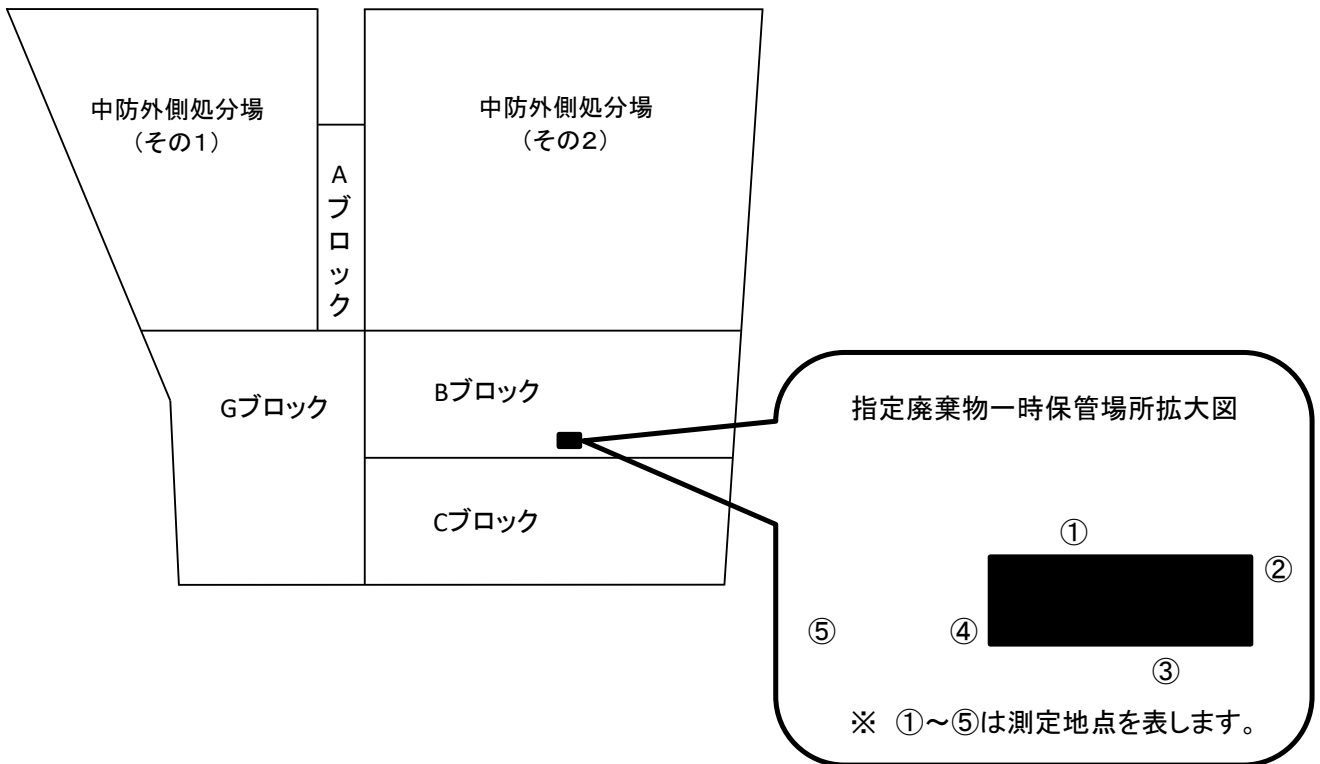 中防外側処分場
（その１）
中防外側処分場
（その２）
Aブロック
Gブロック
Bブロック
Cブロック
指定廃棄物一時保管場所拡大図
①
②
③
④
⑤
※　①～⑤は測定地点を表します。